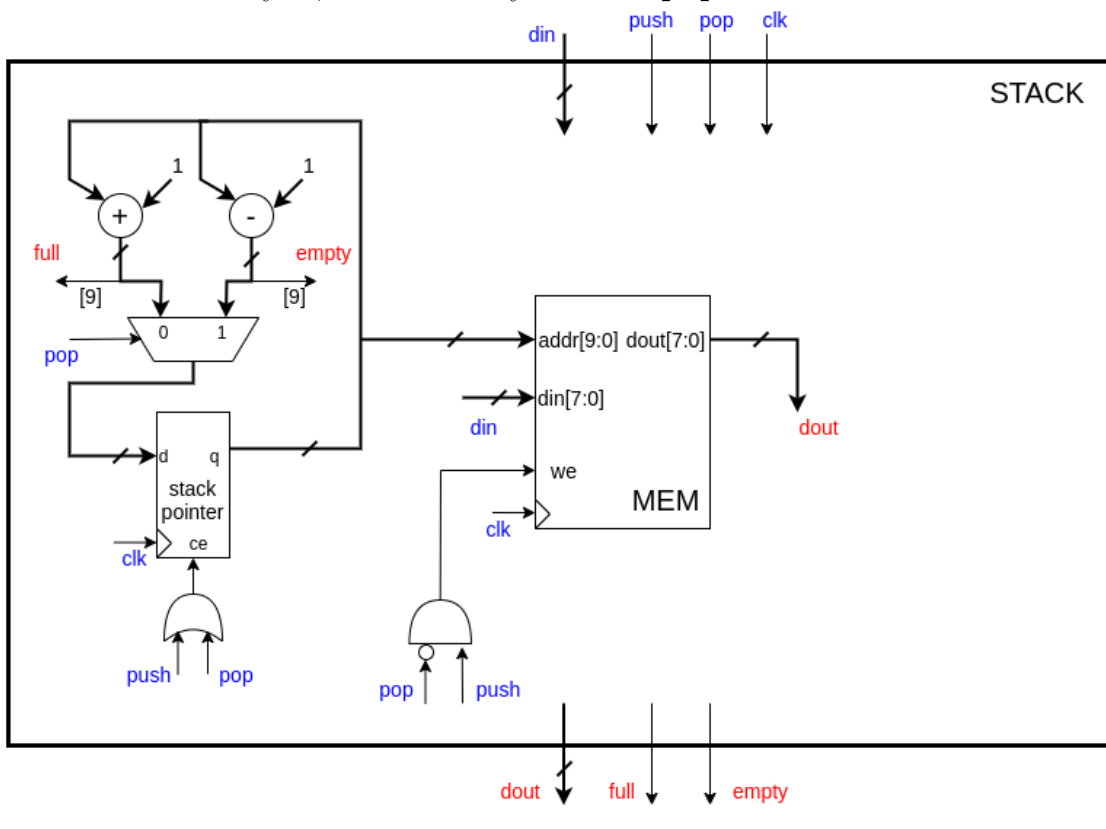 push pop clk
din
STACK
1 1
+ -
full empty
[9] [9]
0 1
pop
addr[9:0] dout[7:0]
din[7:0]
din
dout
d q
we
stack
pointer
MEM
clk
clk
ce
push pop
pop push
dout full empty